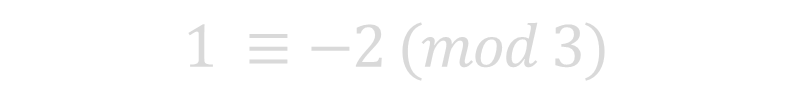 1 ≡ −2 (mod 3)